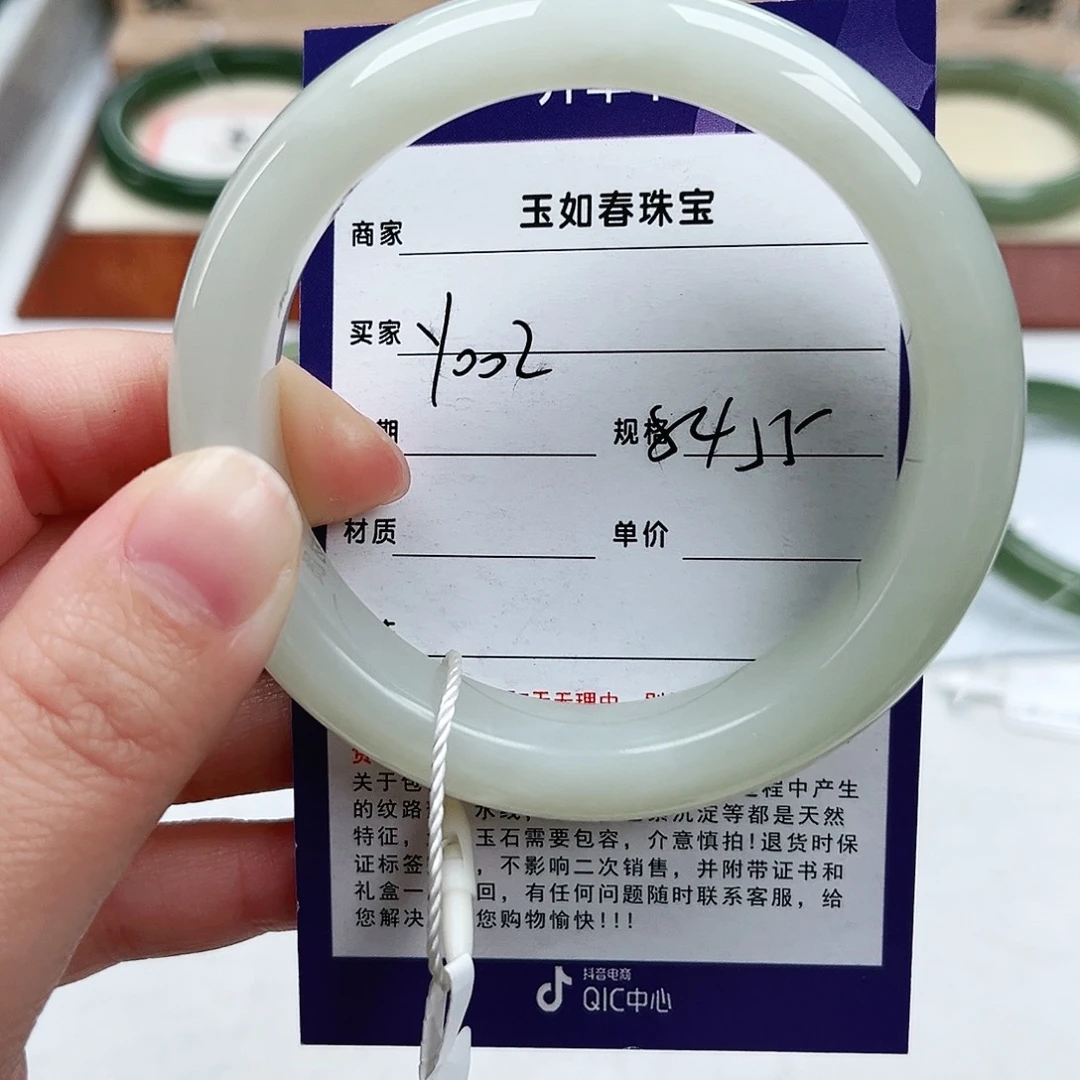 商家 玉如春珠宝
买家 Y002
期 规格
材质 单价
关于包 程中产生
的纹路 水线, 沉淀等都是天然
特征, 玉石需要包容, 介意慎拍!退货时保
证标签 , 不影响二次销售, 并附带证书和
礼盒一 回, 有任何问题随时联系客服, 给
您解决 您购物愉快!!!
抖音电商
QIC中心